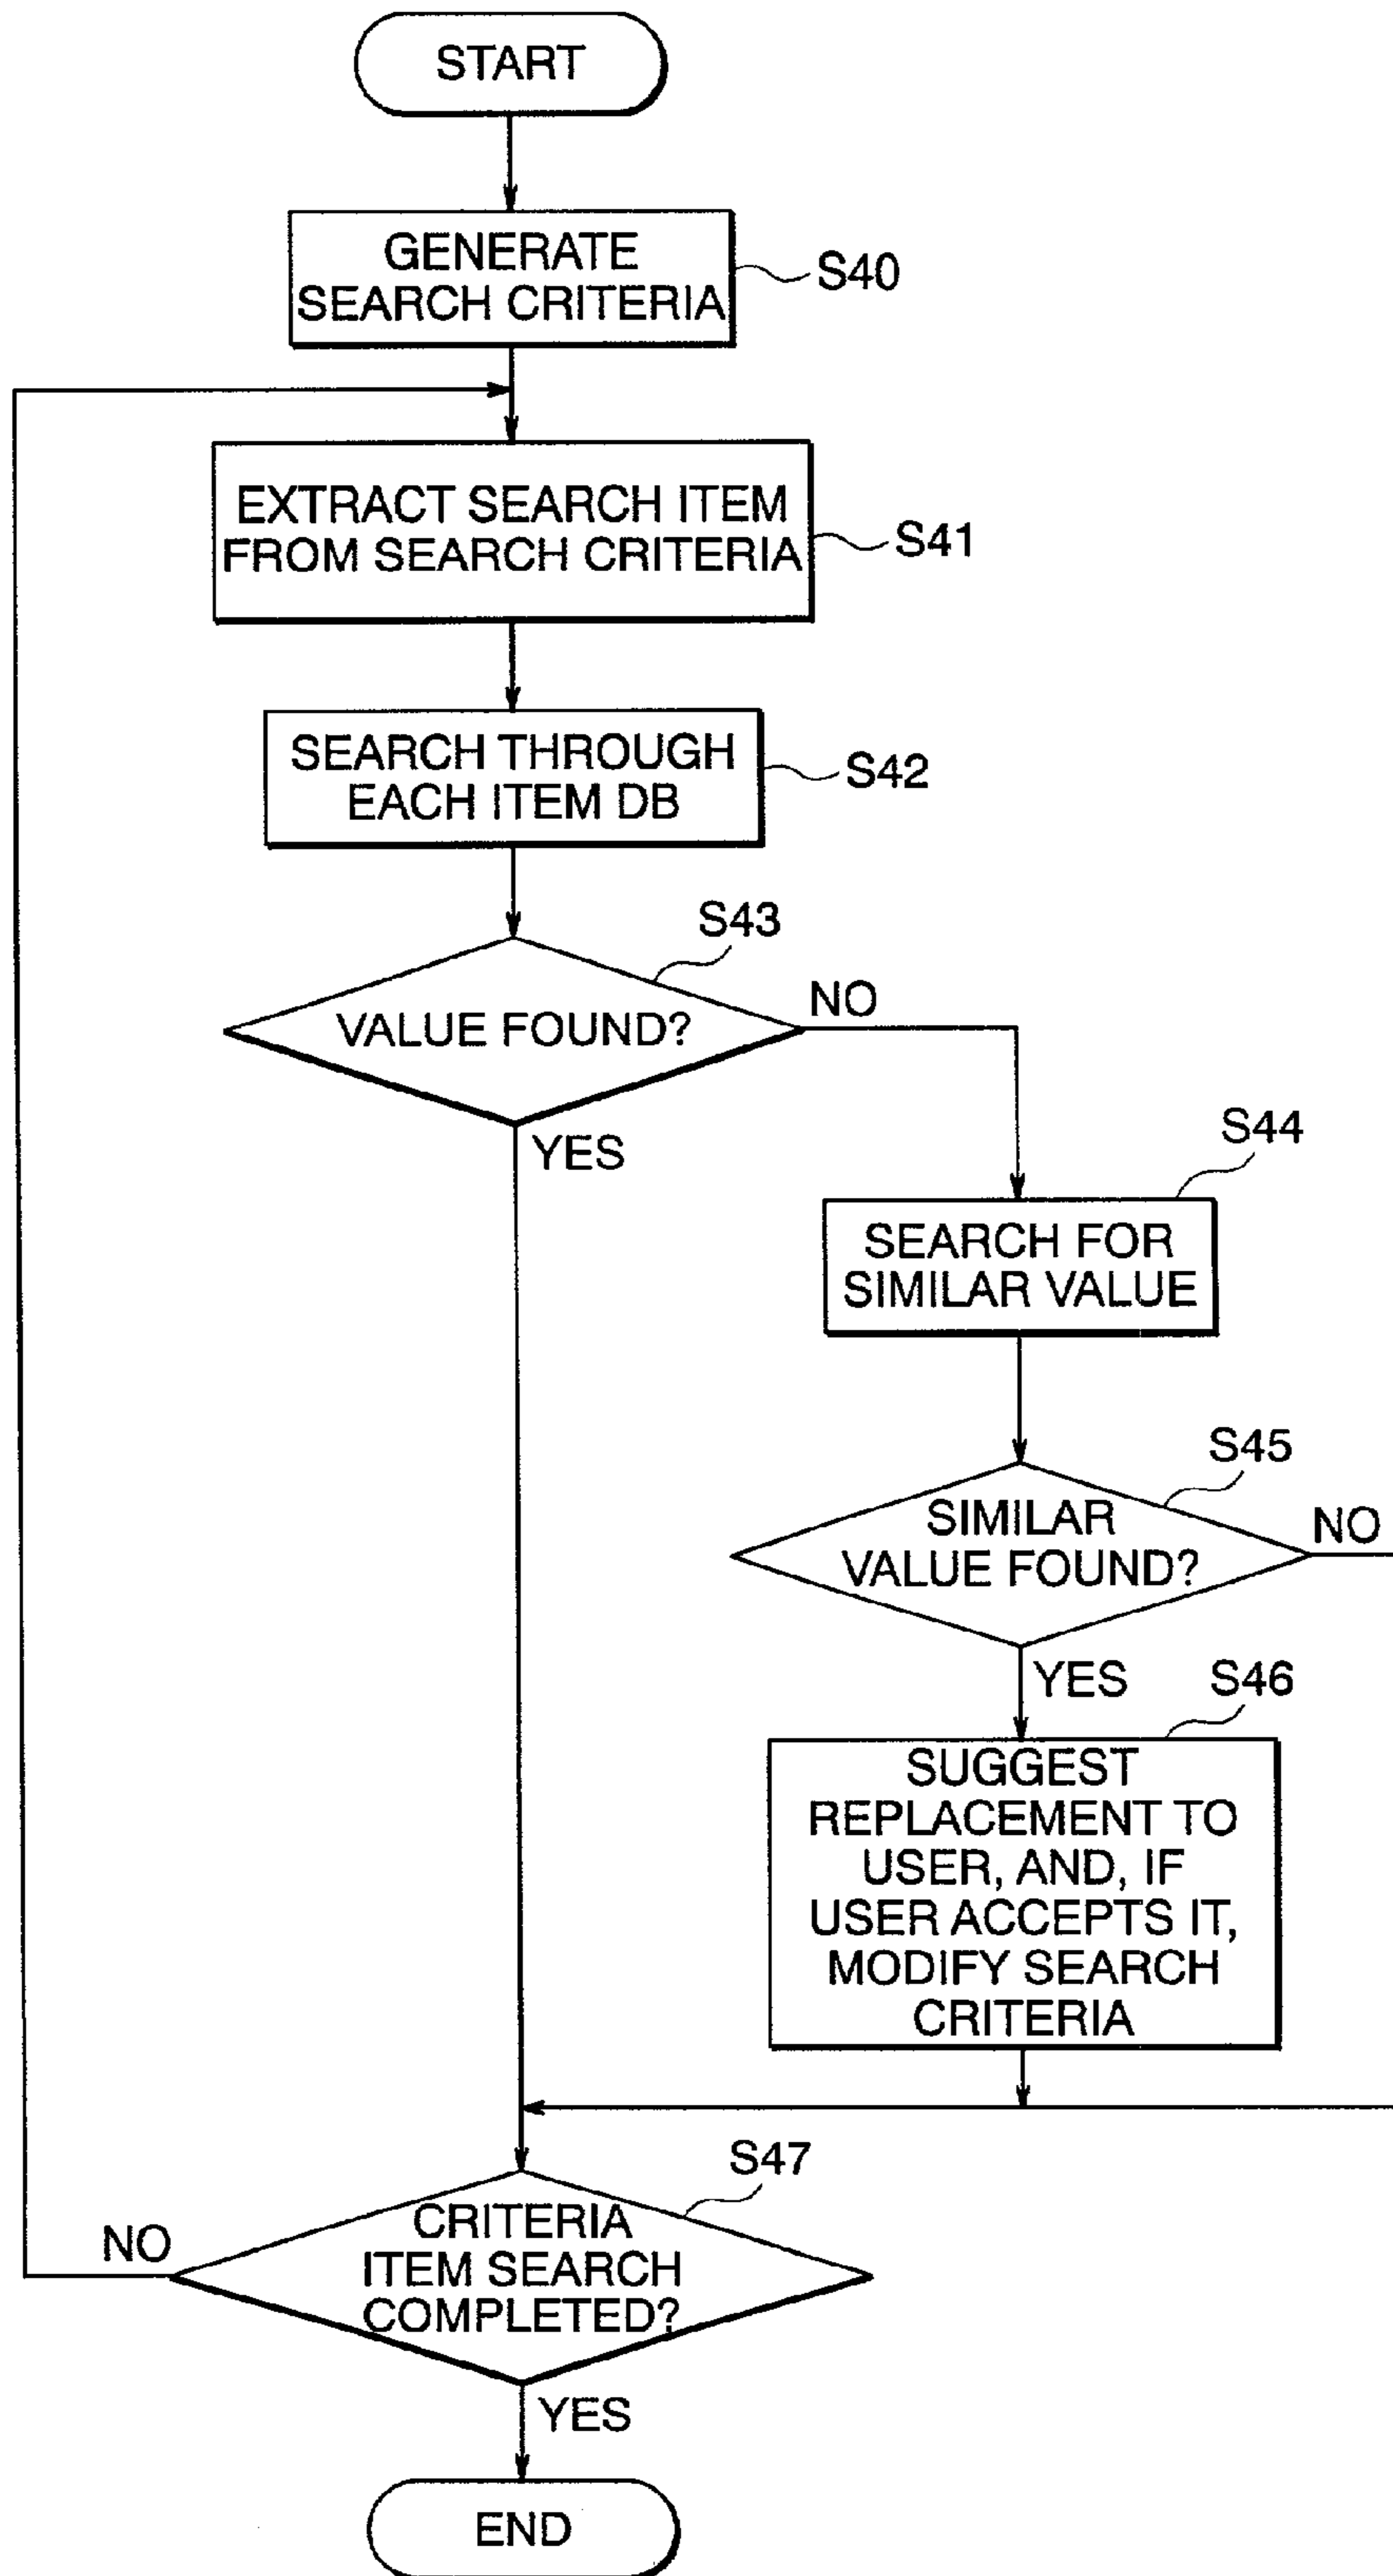 START
GENERATE
SEARCH CRITERIA
S40
EXTRACT SEARCH ITEM
FROM SEARCH CRITERIA
S41
SEARCH THROUGH
EACH ITEM DB
S42
S43
VALUE FOUND?
NO
YES
S44
SEARCH FOR
SIMILAR VALUE
S45
SIMILAR
VALUE FOUND?
NO
YES
S46
SUGGEST
REPLACEMENT TO
USER, AND, IF
USER ACCEPTS IT,
MODIFY SEARCH
CRITERIA
S47
CRITERIA
ITEM SEARCH
COMPLETED?
NO
YES
END